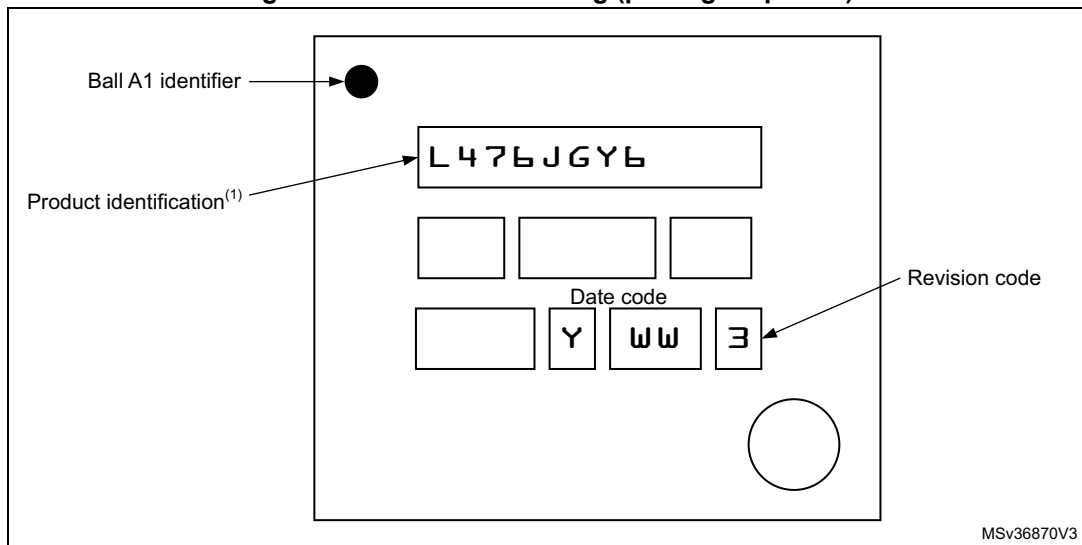 Ball A1 identifier
L476JGY6
Product identification(1)
Revision code
Date code
Y WW 3
MSv36870V3